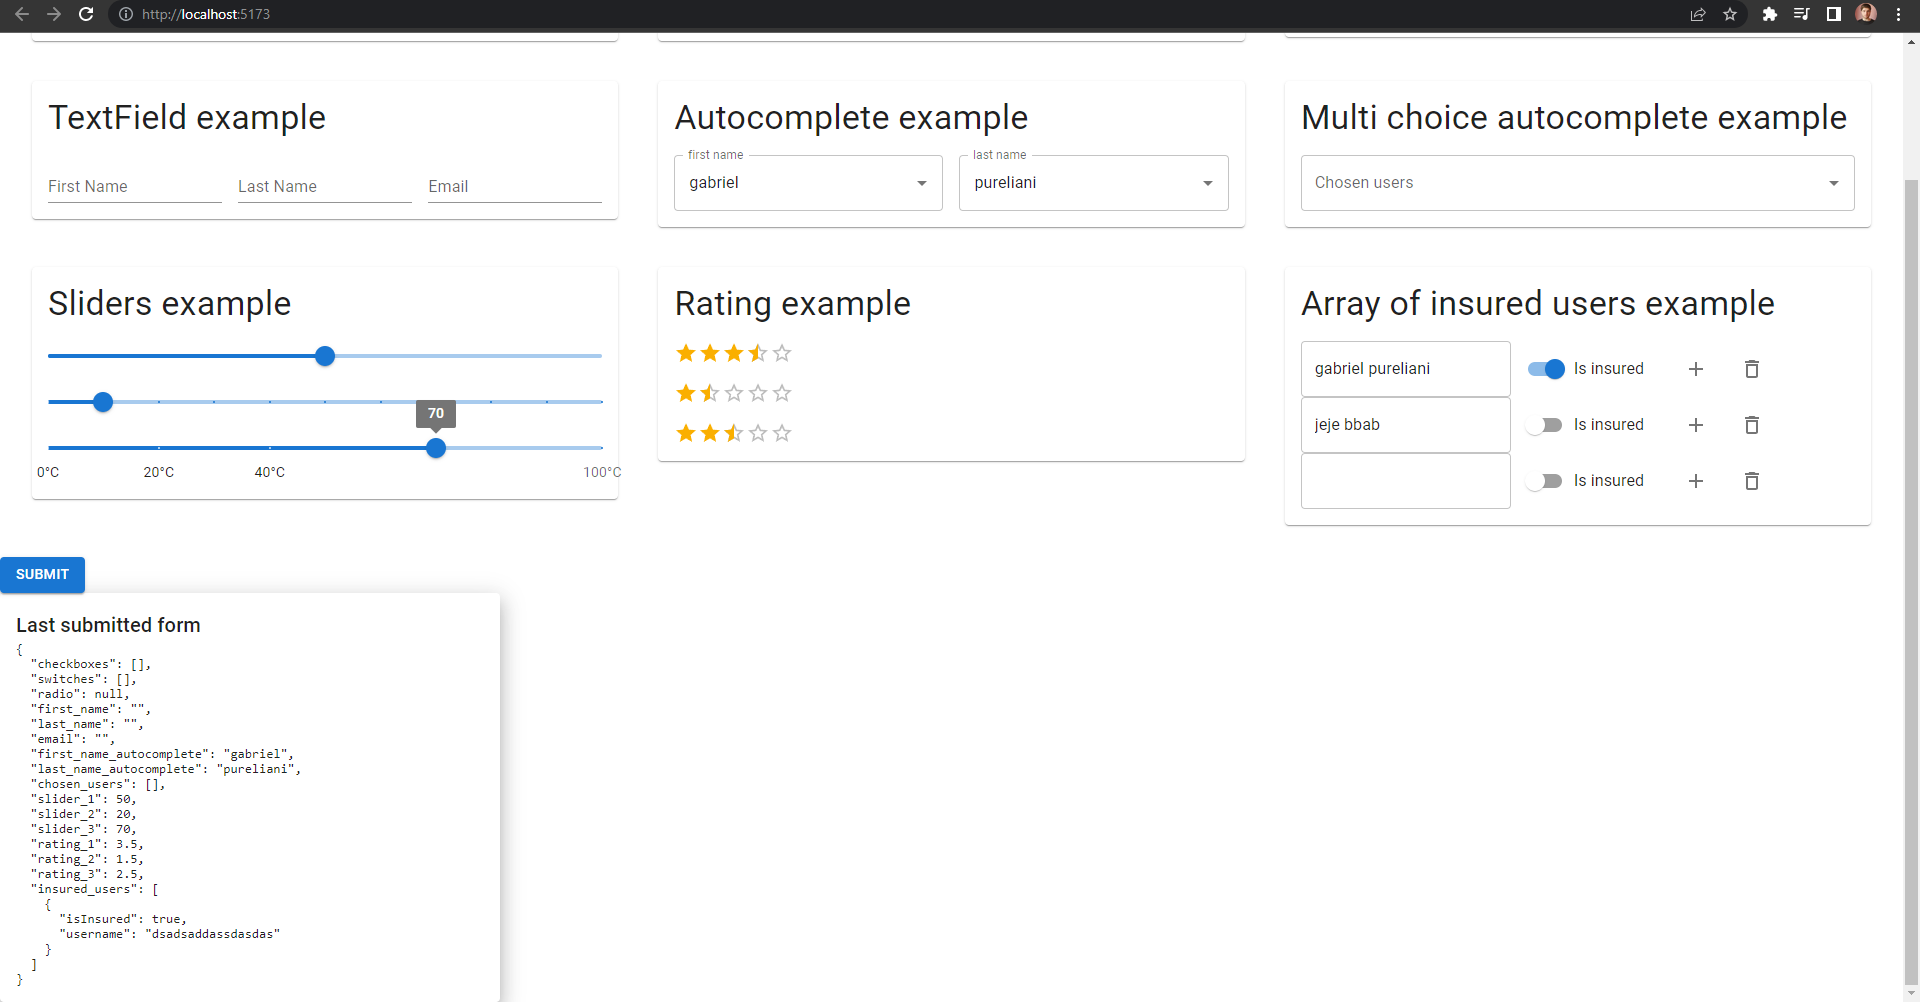 http://localhost:5173
TextField example
First Name
Last Name
Email
Autocomplete example
first name
gabriel
last name
pureliani
Multi choice autocomplete example
Chosen users
Sliders example
70
0°C
20°C
40°C
100°C
Rating example
Array of insured users example
gabriel pureliani
Is insured
jeje bbab
Is insured
Is insured
SUBMIT
Last submitted form
{
  "checkboxes": [],
  "switches": [],
  "radio": null,
  "first_name": "",
  "last_name": "",
  "email": "",
  "first_name_autocomplete": "gabriel",
  "last_name_autocomplete": "pureliani",
  "chosen_users": [],
  "slider_1": 50,
  "slider_2": 20,
  "slider_3": 70,
  "rating_1": 3.5,
  "rating_2": 1.5,
  "rating_3": 2.5,
  "insured_users": [
    {
      "isInsured": true,
      "username": "dsadsaddassdasdas"
    }
  ]
}